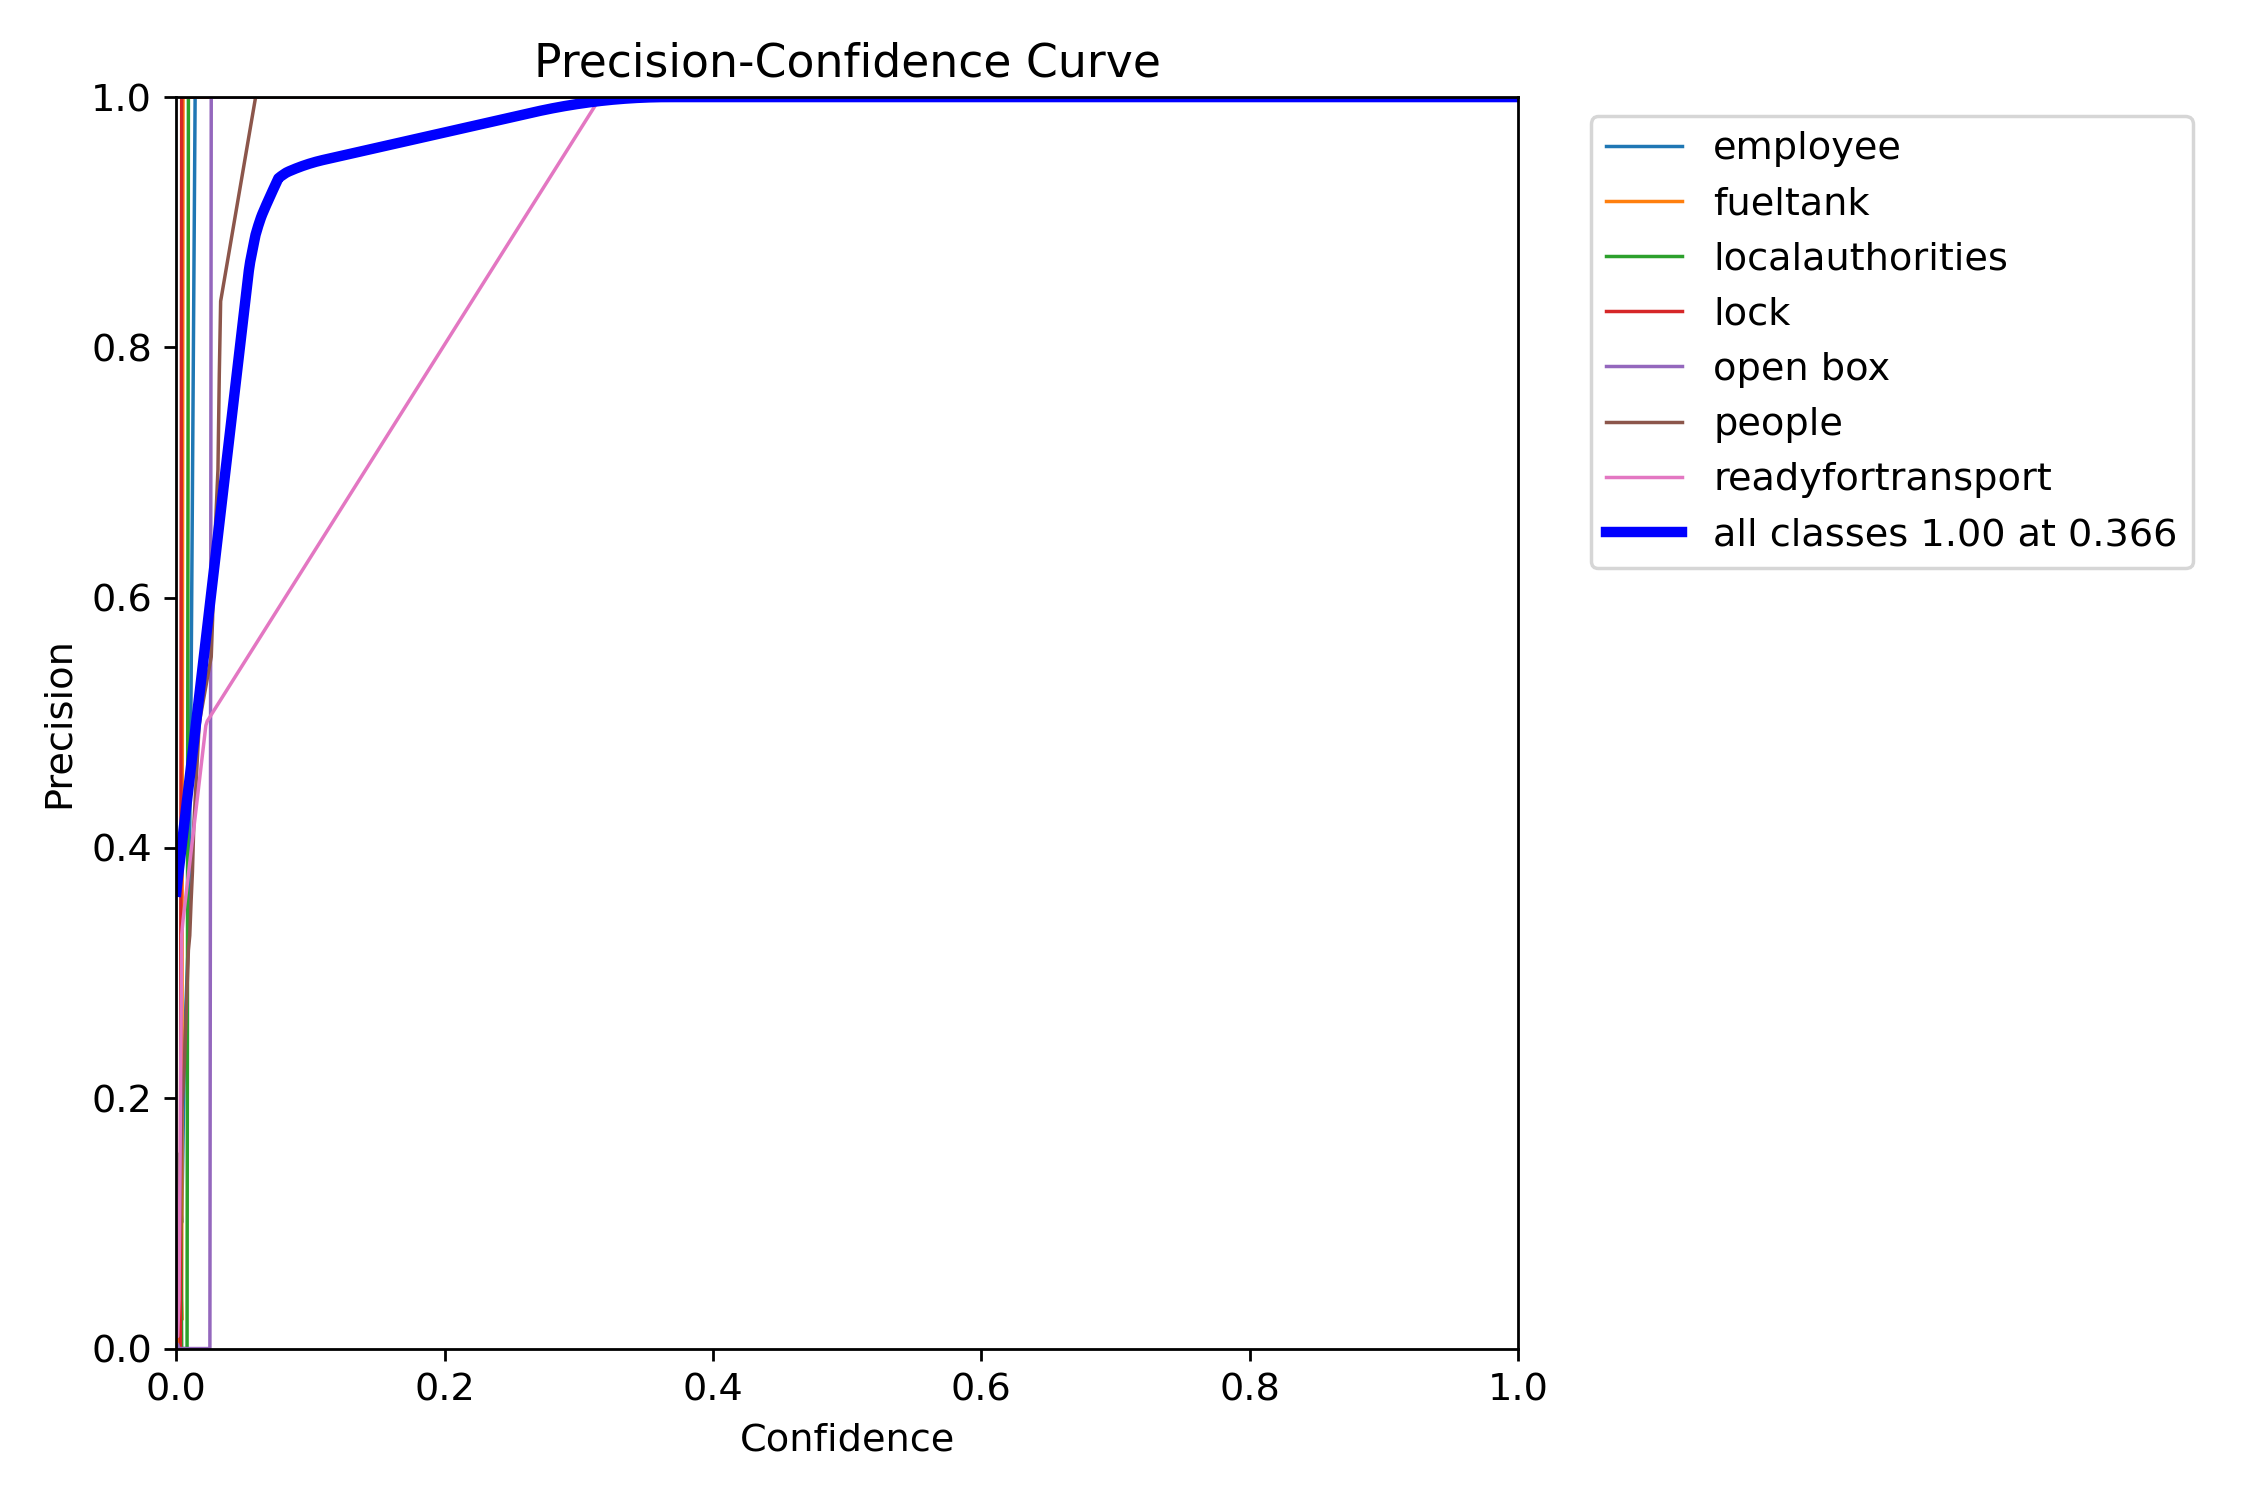 Precision-Confidence Curve
1.0
0.8
0.6
0.4
0.2
0.0
Precision
0.0 0.2 0.4 0.6 0.8 1.0
Confidence
employee
fueltank
localauthorities
lock
open box
people
readyfortransport
all classes 1.00 at 0.366